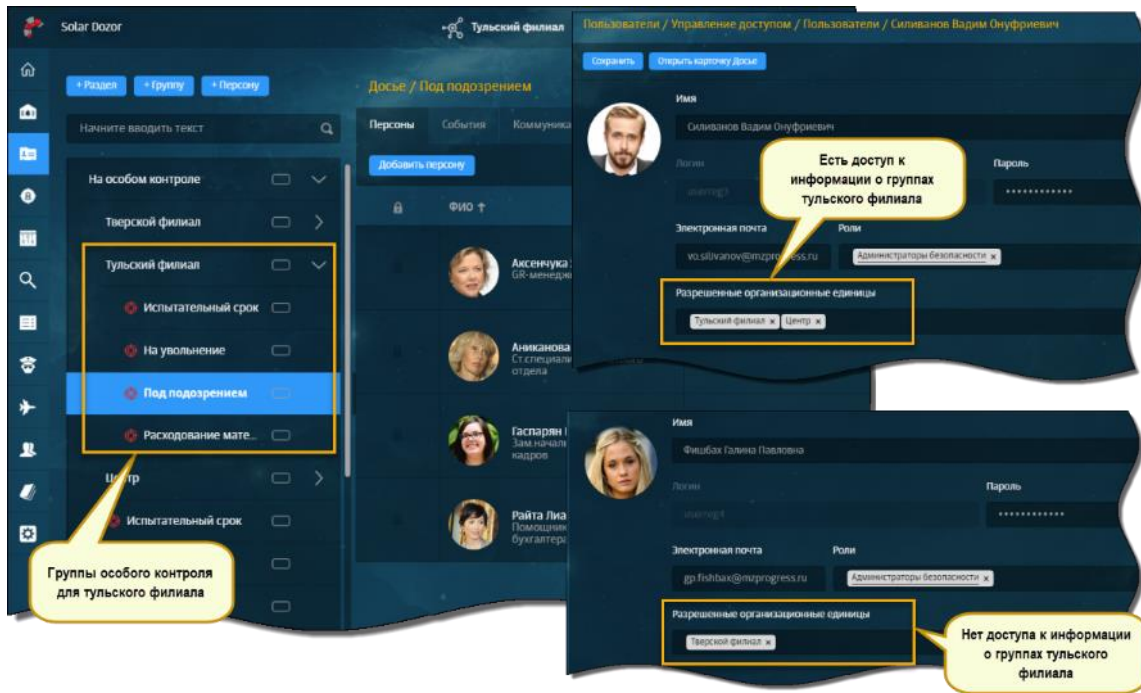 Solar Dozor
Тульский филиал
+ Раздел
+ Группу
+ Персону
Начните вводить текст
На особом контроле
Тверской филиал
Тульский филиал
Испытательный срок
На увольнение
Под подозрением
Расходование мате...
Испытательный срок
Группы особого контроля
для тульского филиала
Досье / Под подозрением
Персоны
События
Добавить персону
ФИО ↑
Аксенчука
GR-менедж
Аниканова
Ст.специали
отдела
Гаспарян
Зам.началь
кадров
Райта Лиа
Помощник
бухгалтера
Пользователи / Управление доступом / Пользователи / Силиванов Вадим Онуфриевич
Сохранить
Открыть карточку Досье
Имя
Силиванов Вадим Онуфриевич
Логин
Пароль
Есть доступ к
информации о группах
тульского филиала
Электронная почта
Роли
Администраторы безопасности ×
Разрешенные организационные единицы
Тульский филиал × Центр ×
Имя
Фишбах Галина Павловна
Логин
Пароль
Электронная почта
Роли
gp.fishbax@mzprogress.ru
Администраторы безопасности ×
Разрешенные организационные единицы
Тверской филиал ×
Нет доступа к информации
о группах тульского
филиала